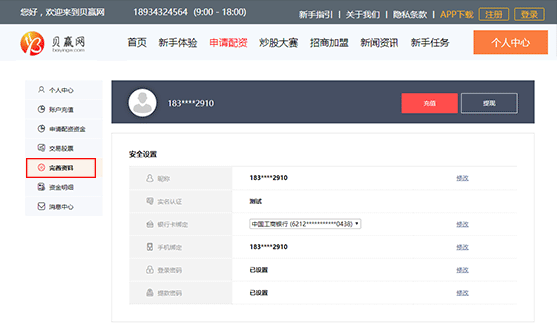 您好，欢迎来到贝赢网 18934324564 (9:00 - 18:00) 新手指引 | 关于我们 | 隐私条款 | APP下载 注册 登录
贝赢网
首页 新手体验 申请配资 炒股大赛 招商加盟 新闻资讯 新手任务 个人中心
个人中心
账户充值
申请配资资金
交易股票
完善资料
资金明细
消息中心
183****2910 充值 提现
安全设置
昵称 183****2910 修改
实名认证 测试
银行卡绑定 中国工商银行 (6212***********0438) 修改
手机绑定 183****2910 修改
登录密码 已设置 修改
提款密码 已设置 修改